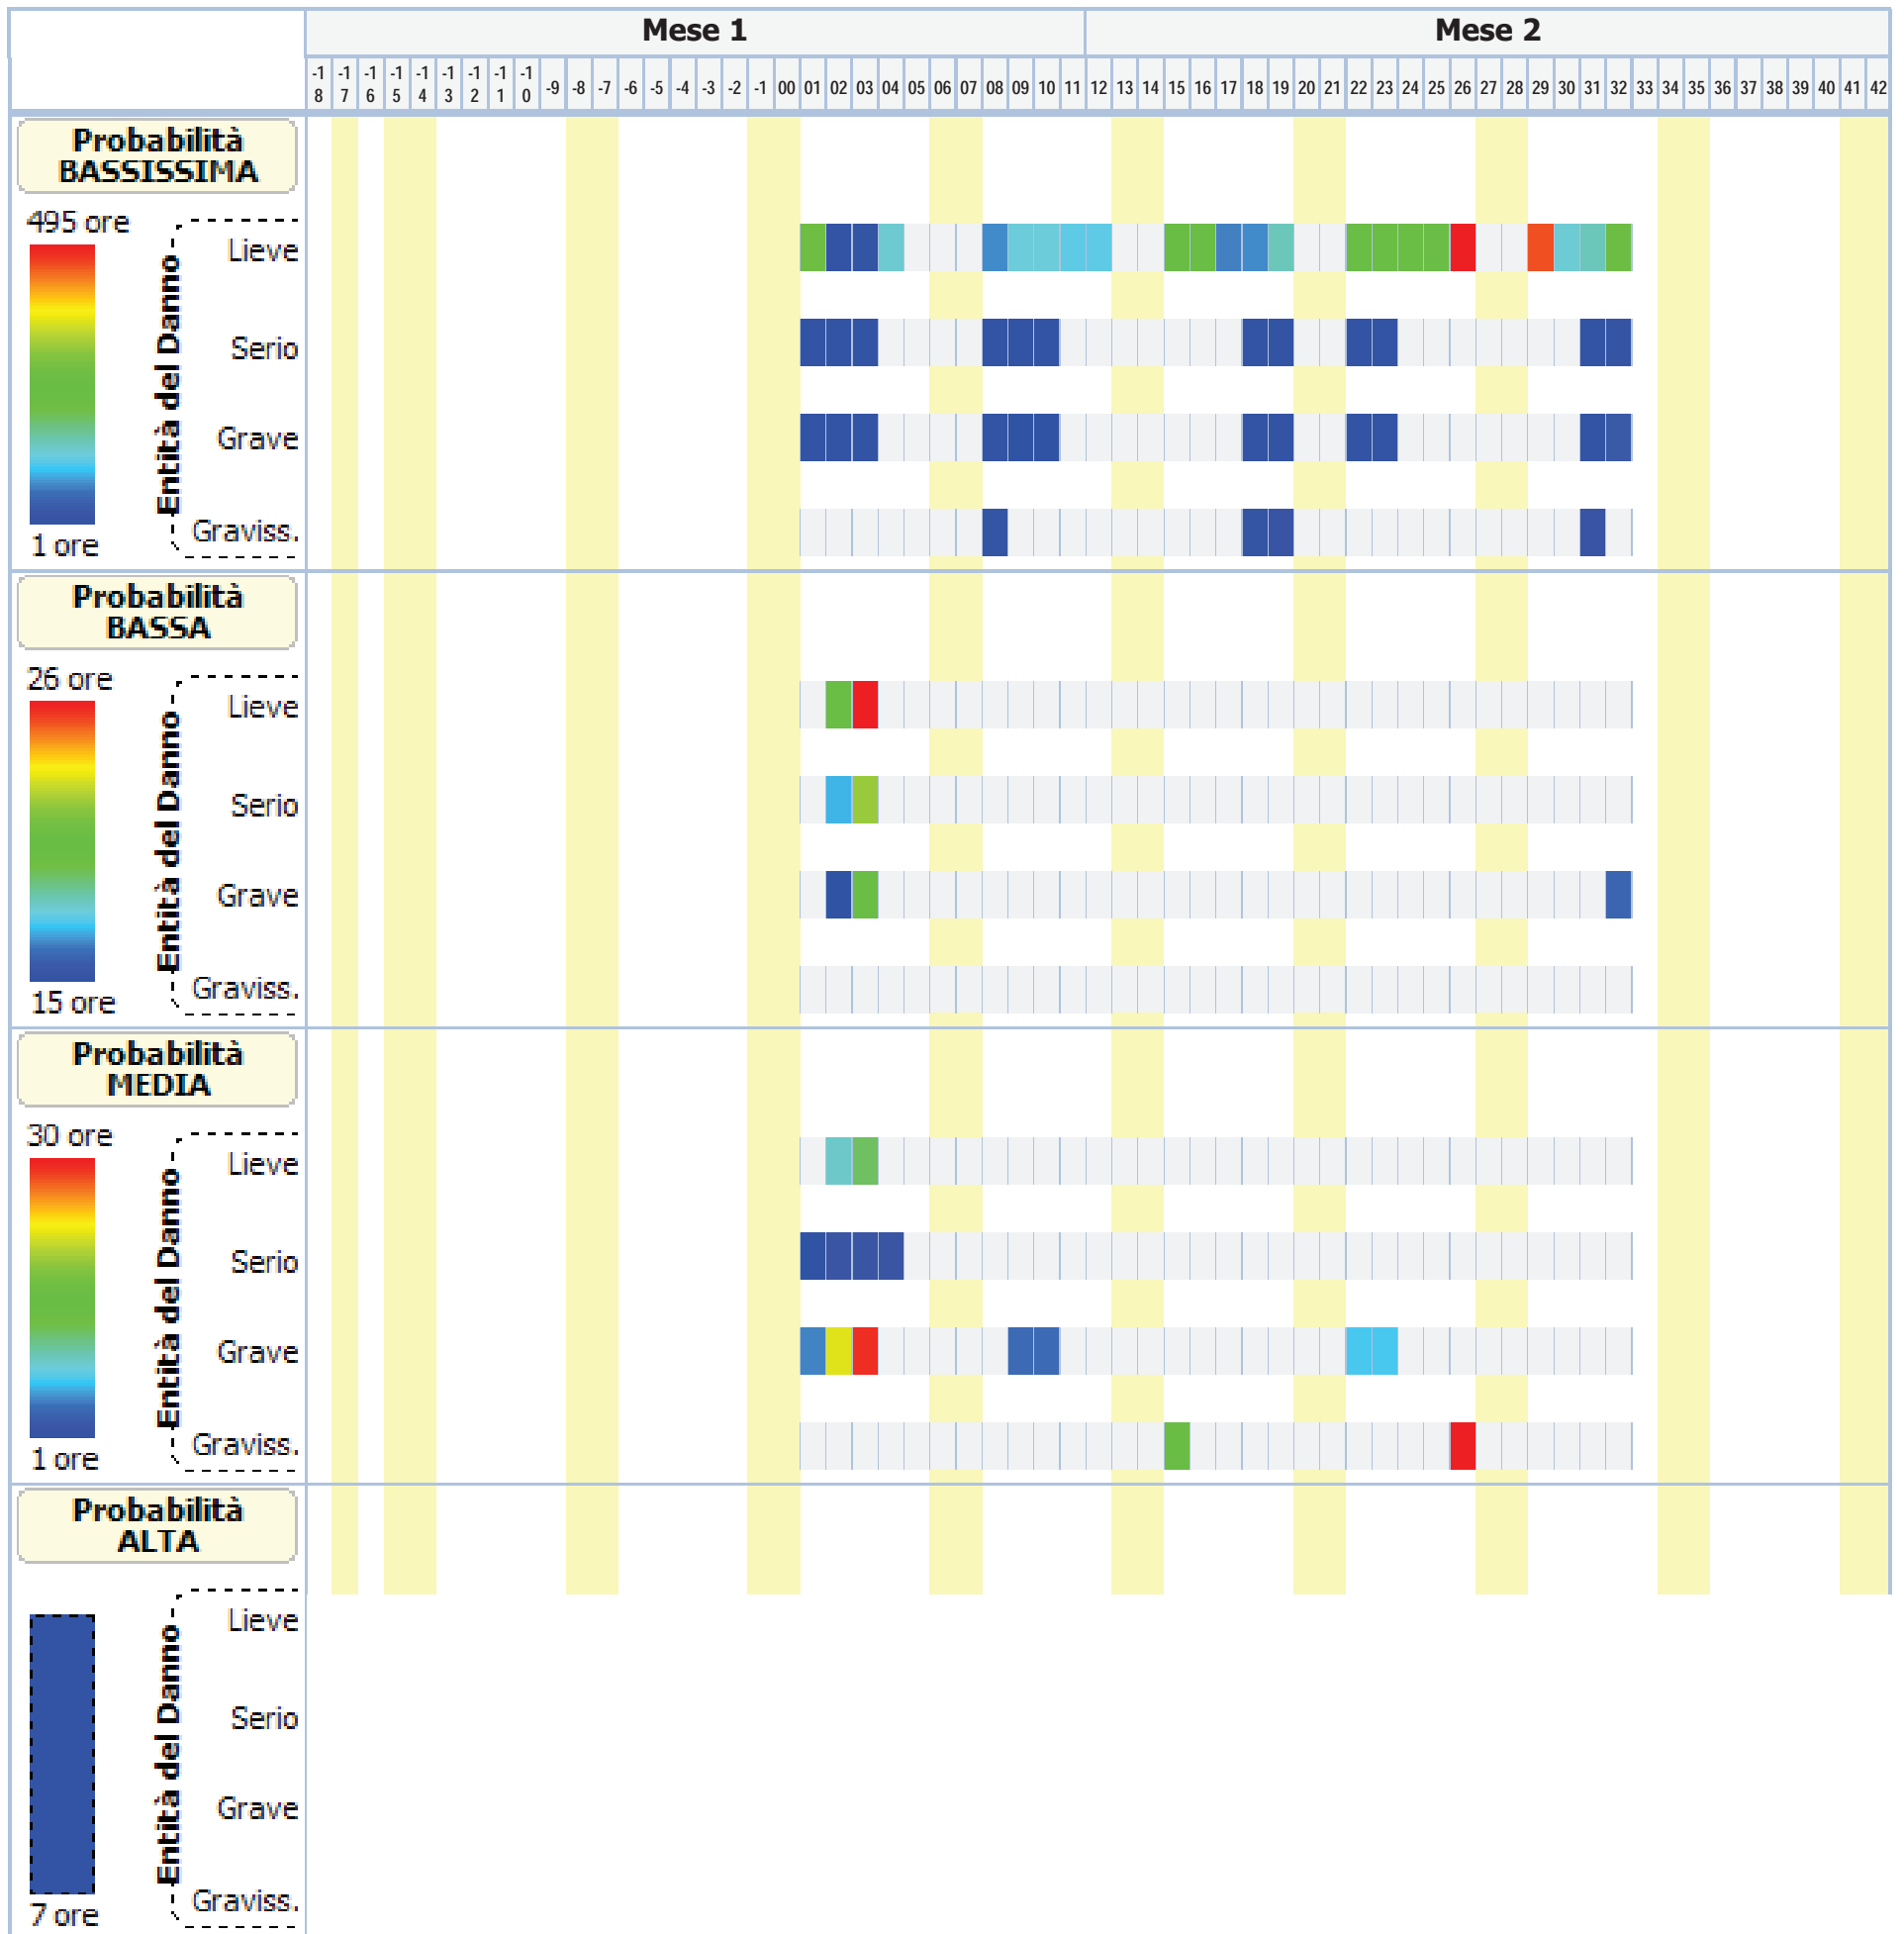 Mese 1 Mese 2
-18 -17 -16 -15 -14 -13 -12 -11 -10 -9 -8 -7 -6 -5 -4 -3 -2 -1 00 01 02 03 04 05 06 07 08 09 10 11 12 13 14 15 16 17 18 19 20 21 22 23 24 25 26 27 28 29 30 31 32 33 34 35 36 37 38 39 40 41 42
Probabilità
BASSISSIMA
495 ore
Entità del Danno
Lieve
Serio
Grave
Graviss.
1 ore
Probabilità
BASSA
26 ore
Entità del Danno
Lieve
Serio
Grave
Graviss.
15 ore
Probabilità
MEDIA
30 ore
Entità del Danno
Lieve
Serio
Grave
Graviss.
1 ore
Probabilità
ALTA
Entità del Danno
Lieve
Serio
Grave
Graviss.
7 ore